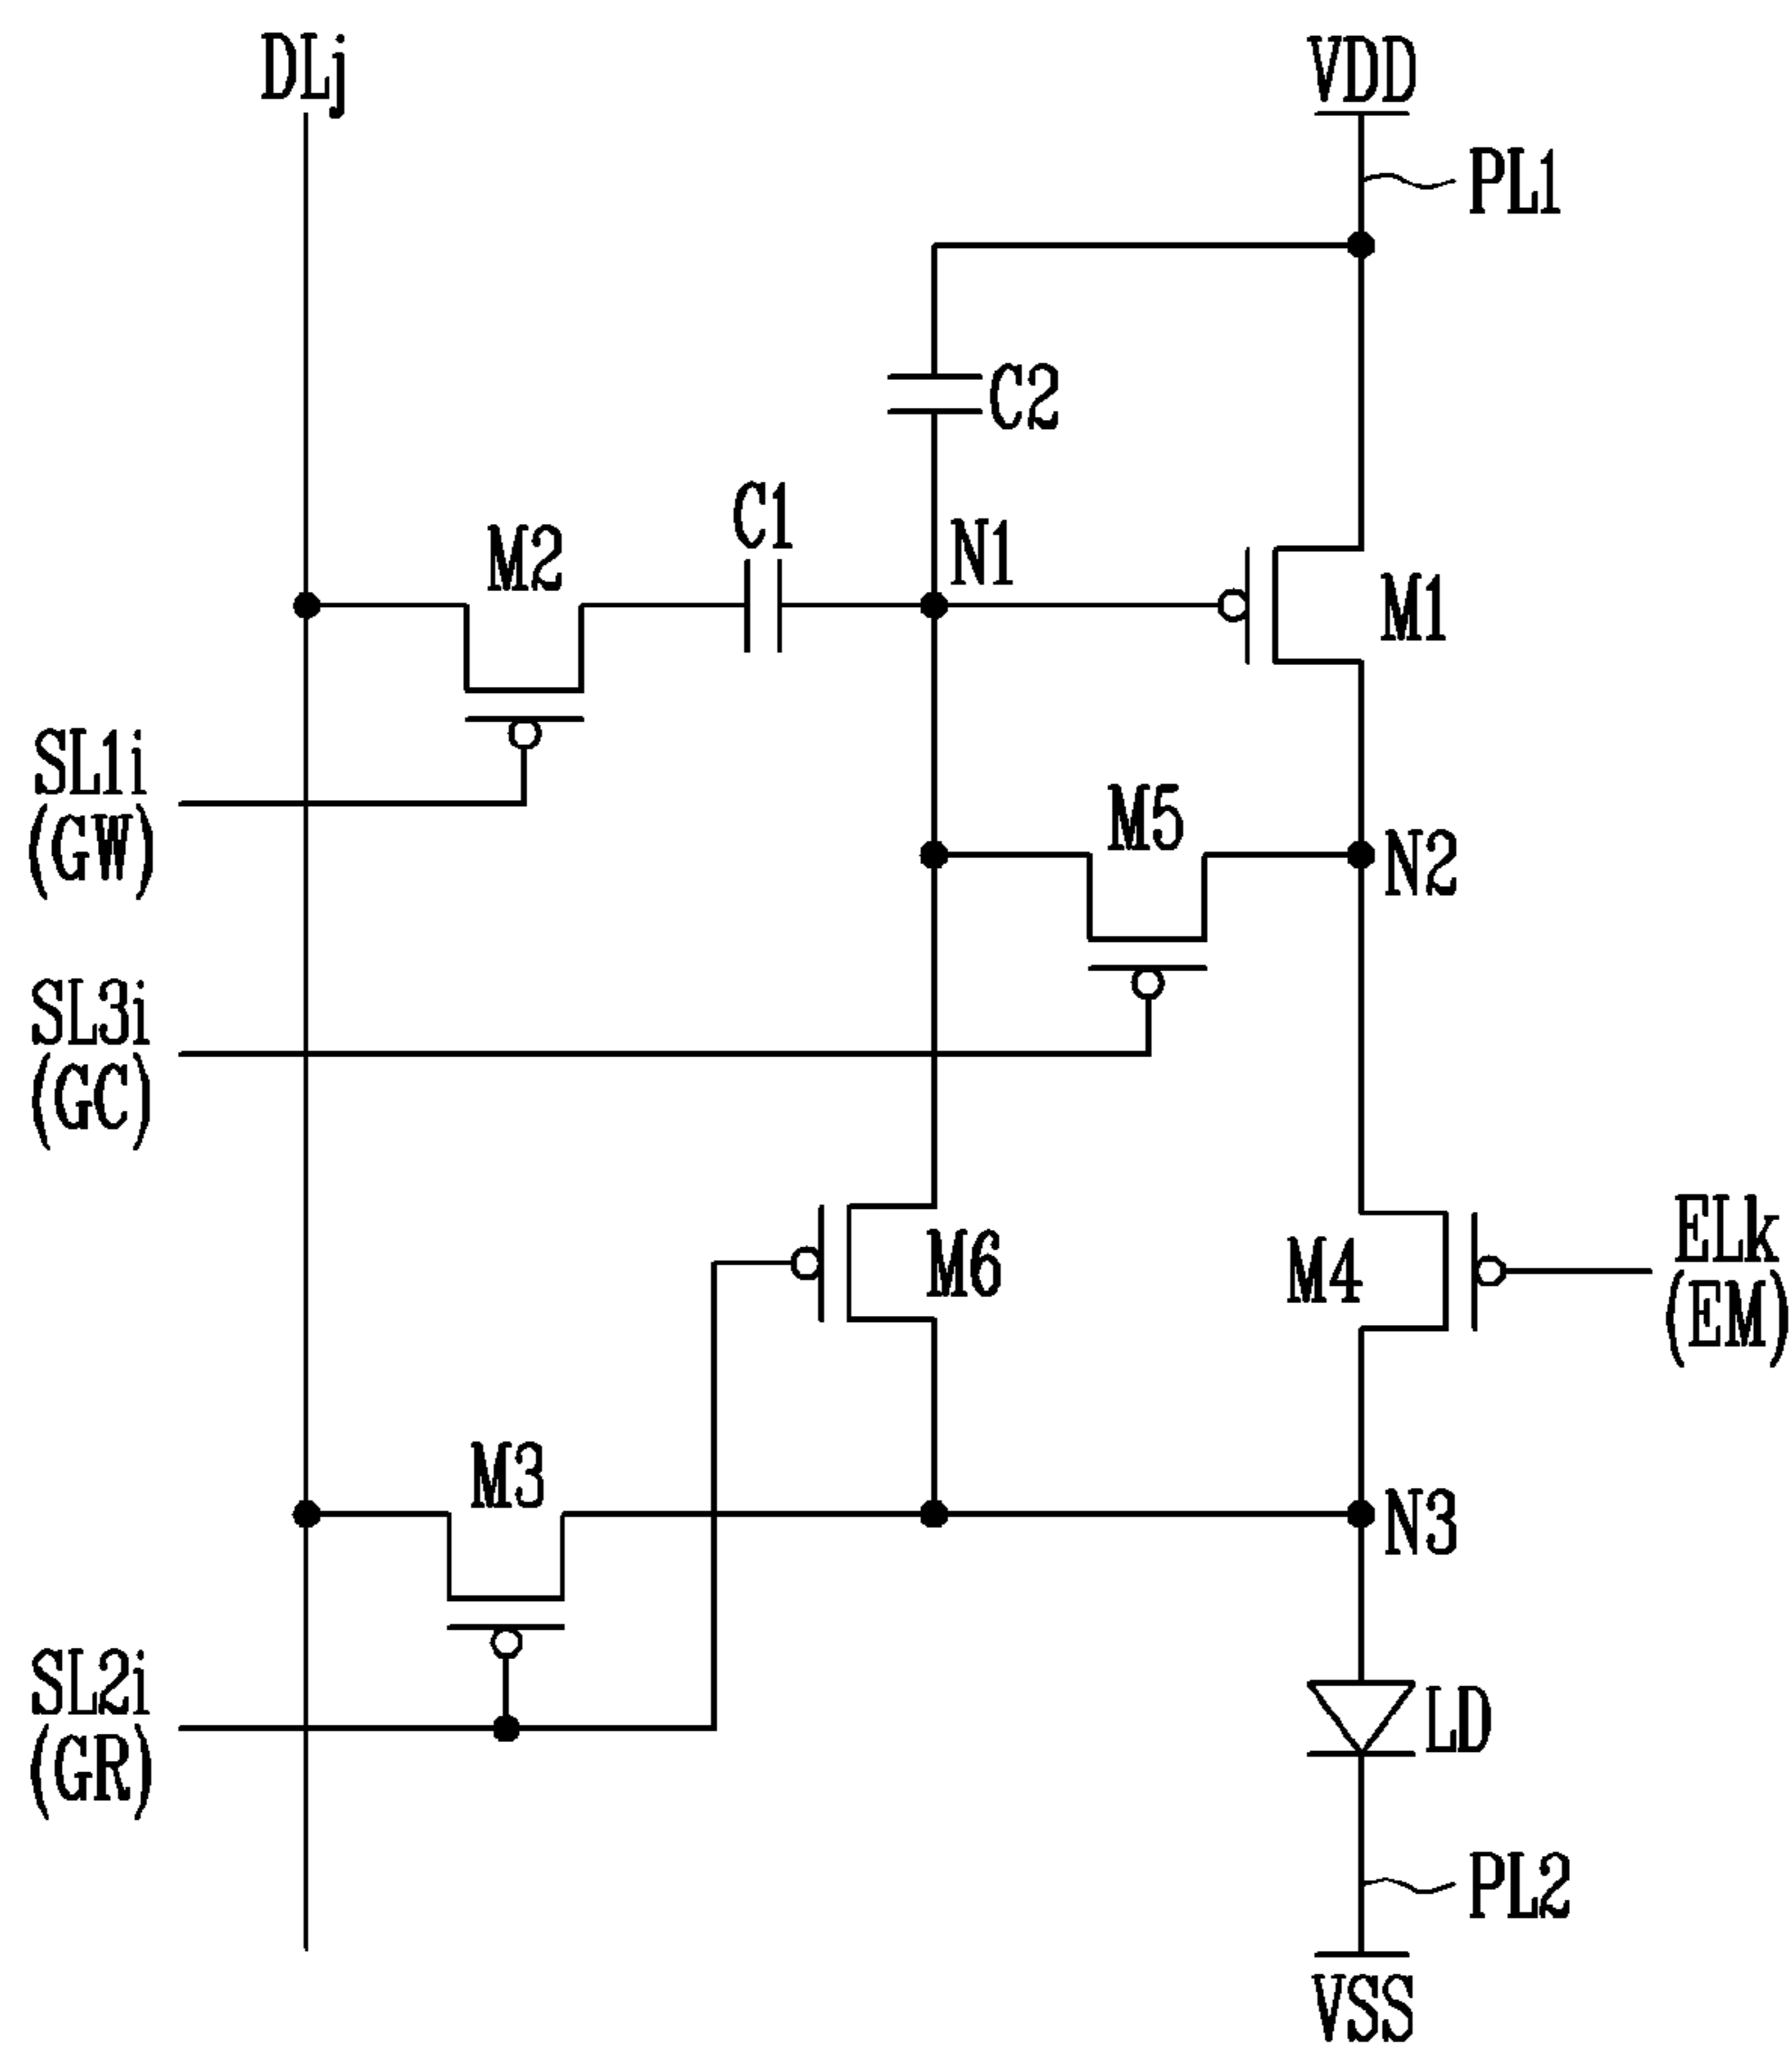 DLj
VDD
PL1
C2
C1
N1
M2
M1
SL1i
(GW)
M5
N2
SL3i
(GC)
M6
M4
ELk
(EM)
M3
N3
SL2i
(GR)
LD
PL2
VSS